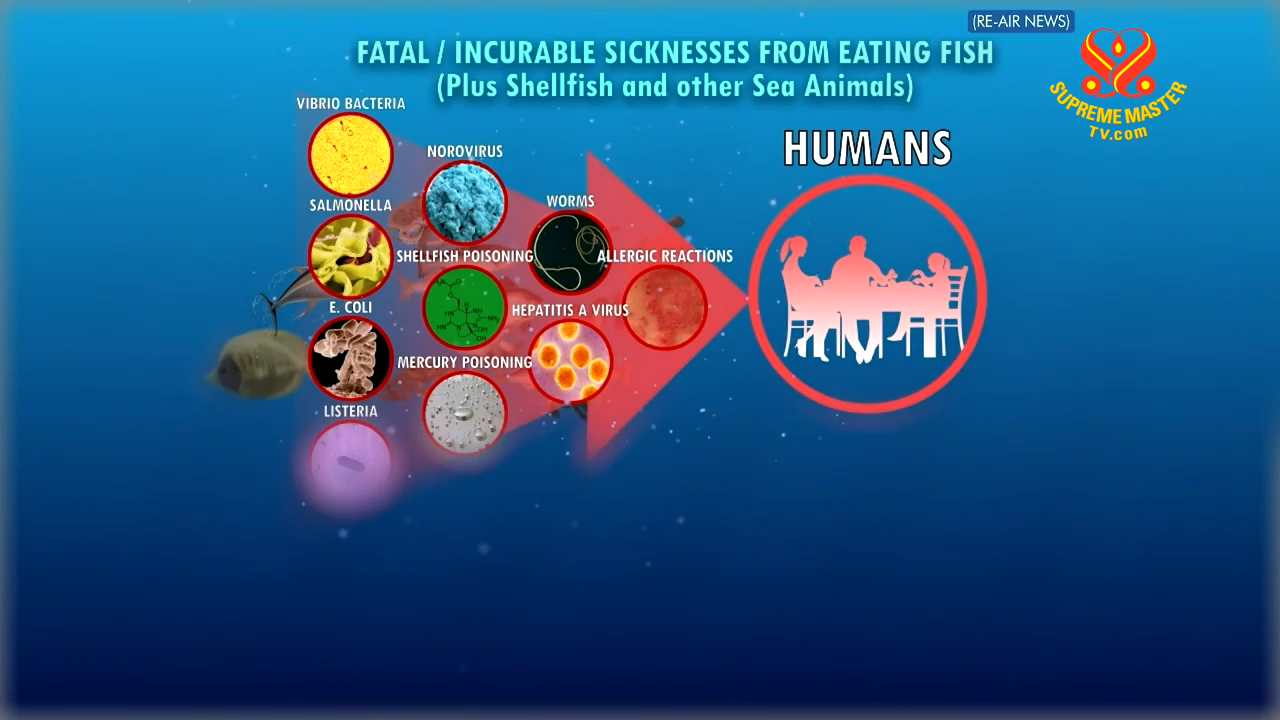 (RE-AIR NEWS)
FATAL / INCURABLE SICKNESSES FROM EATING FISH
(Plus Shellfish and other Sea Animals)
SUPREME MASTER
TV.com
VIBRIO BACTERIA
HUMANS
NOROVIRUS
SALMONELLA
WORMS
SHELLFISH POISONING
ALLERGIC REACTIONS
E. COLI
HEPATITIS A VIRUS
MERCURY POISONING
LISTERIA